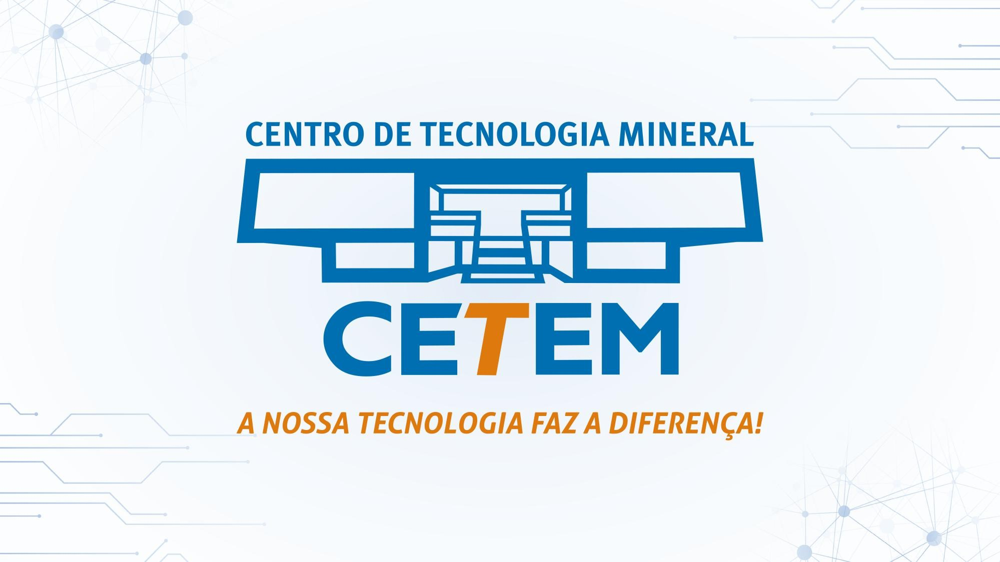 CENTRO DE TECNOLOGIA MINERAL
CETEM
A NOSSA TECNOLOGIA FAZ A DIFERENÇA!